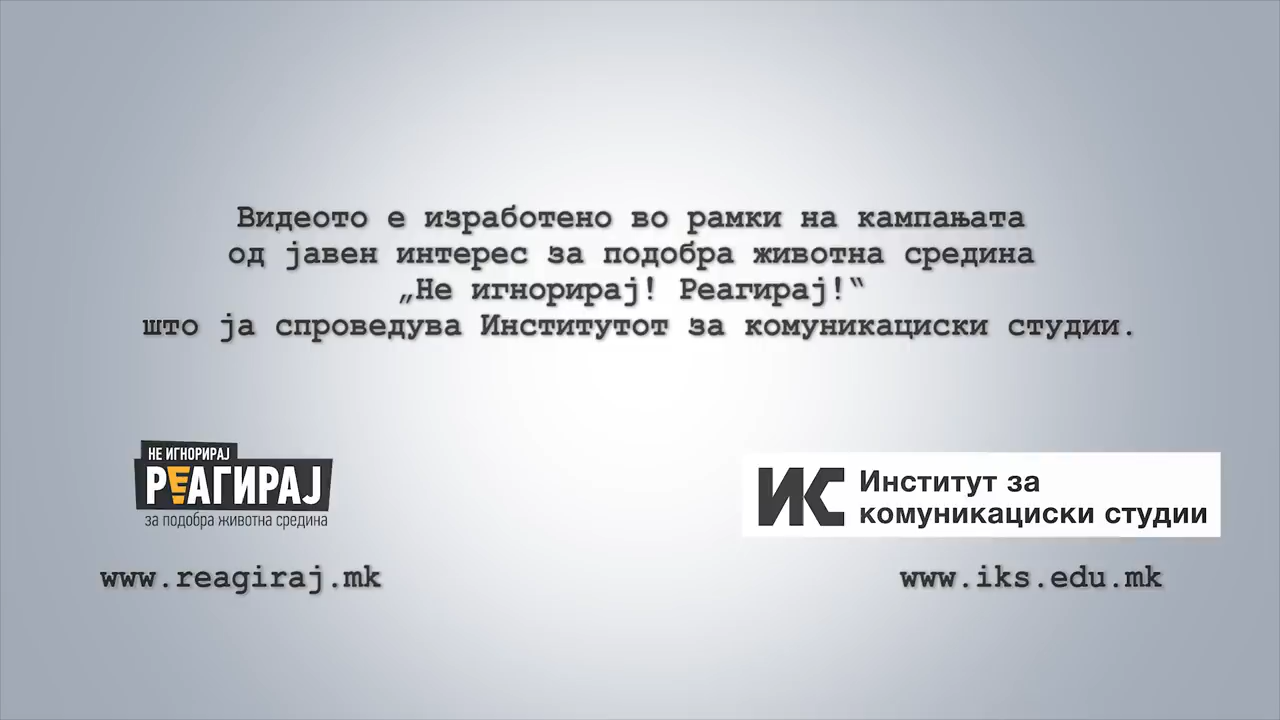 Видеото е изработено во рамки на кампањата
од јавен интерес за подобра животна средина
„Не игнорирај! Реагирај!“
што ја спроведува Институтот за комуникациски студии.
НЕ ИГНОРИРАЈ
РЕАГИРАЈ
за подобра животна средина
www.reagiraj.mk
ИКС
Институт за
комуникациски студии
www.iks.edu.mk